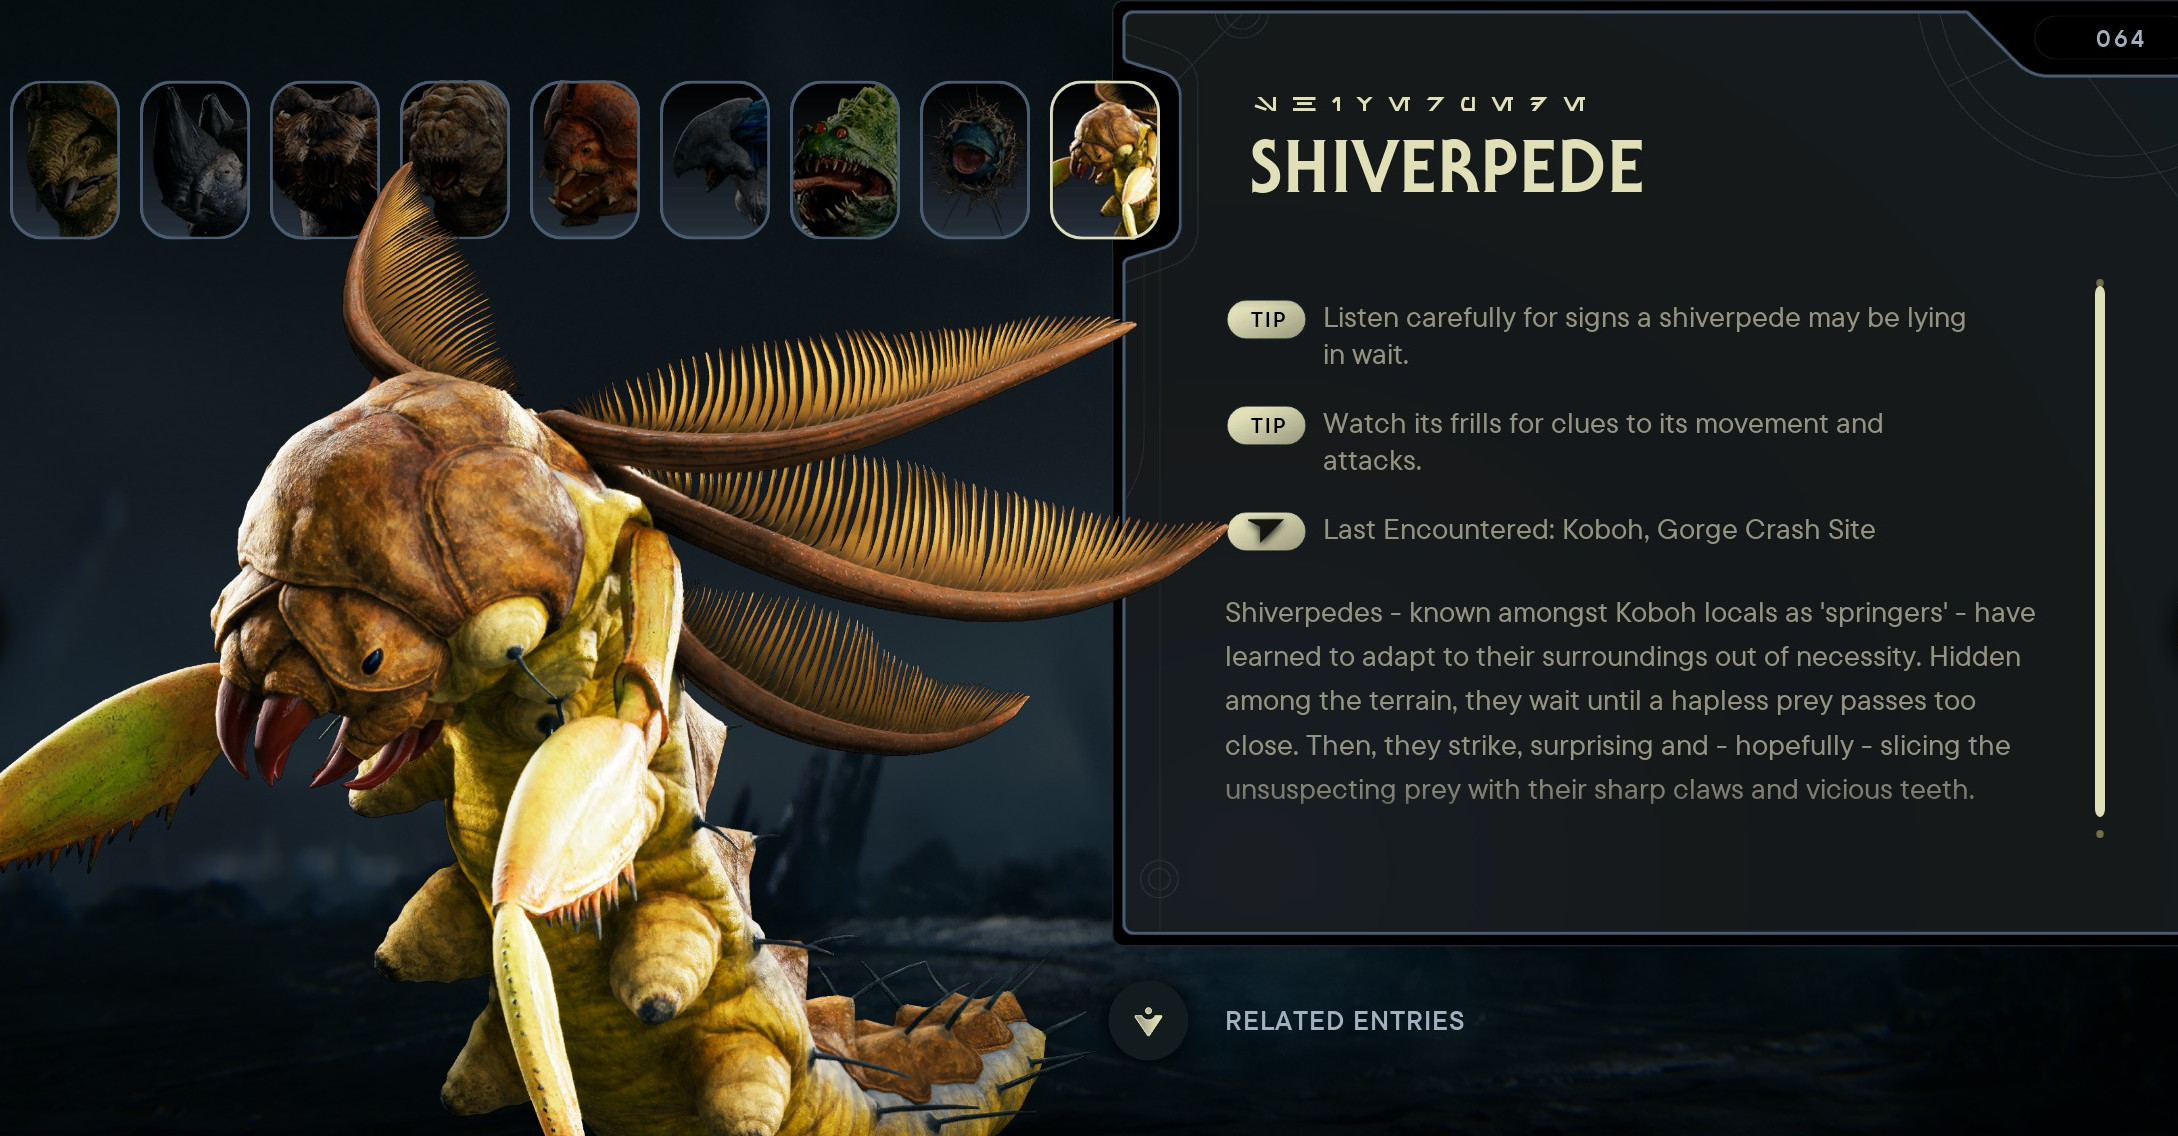 064
SHIVERPEDE
TIP Listen carefully for signs a shiverpede may be lying
in wait.
TIP Watch its frills for clues to its movement and
attacks.
Last Encountered: Koboh, Gorge Crash Site
Shiverpedes - known amongst Koboh locals as 'springers' - have
learned to adapt to their surroundings out of necessity. Hidden
among the terrain, they wait until a hapless prey passes too
close. Then, they strike, surprising and - hopefully - slicing the
unsuspecting prey with their sharp claws and vicious teeth.
RELATED ENTRIES